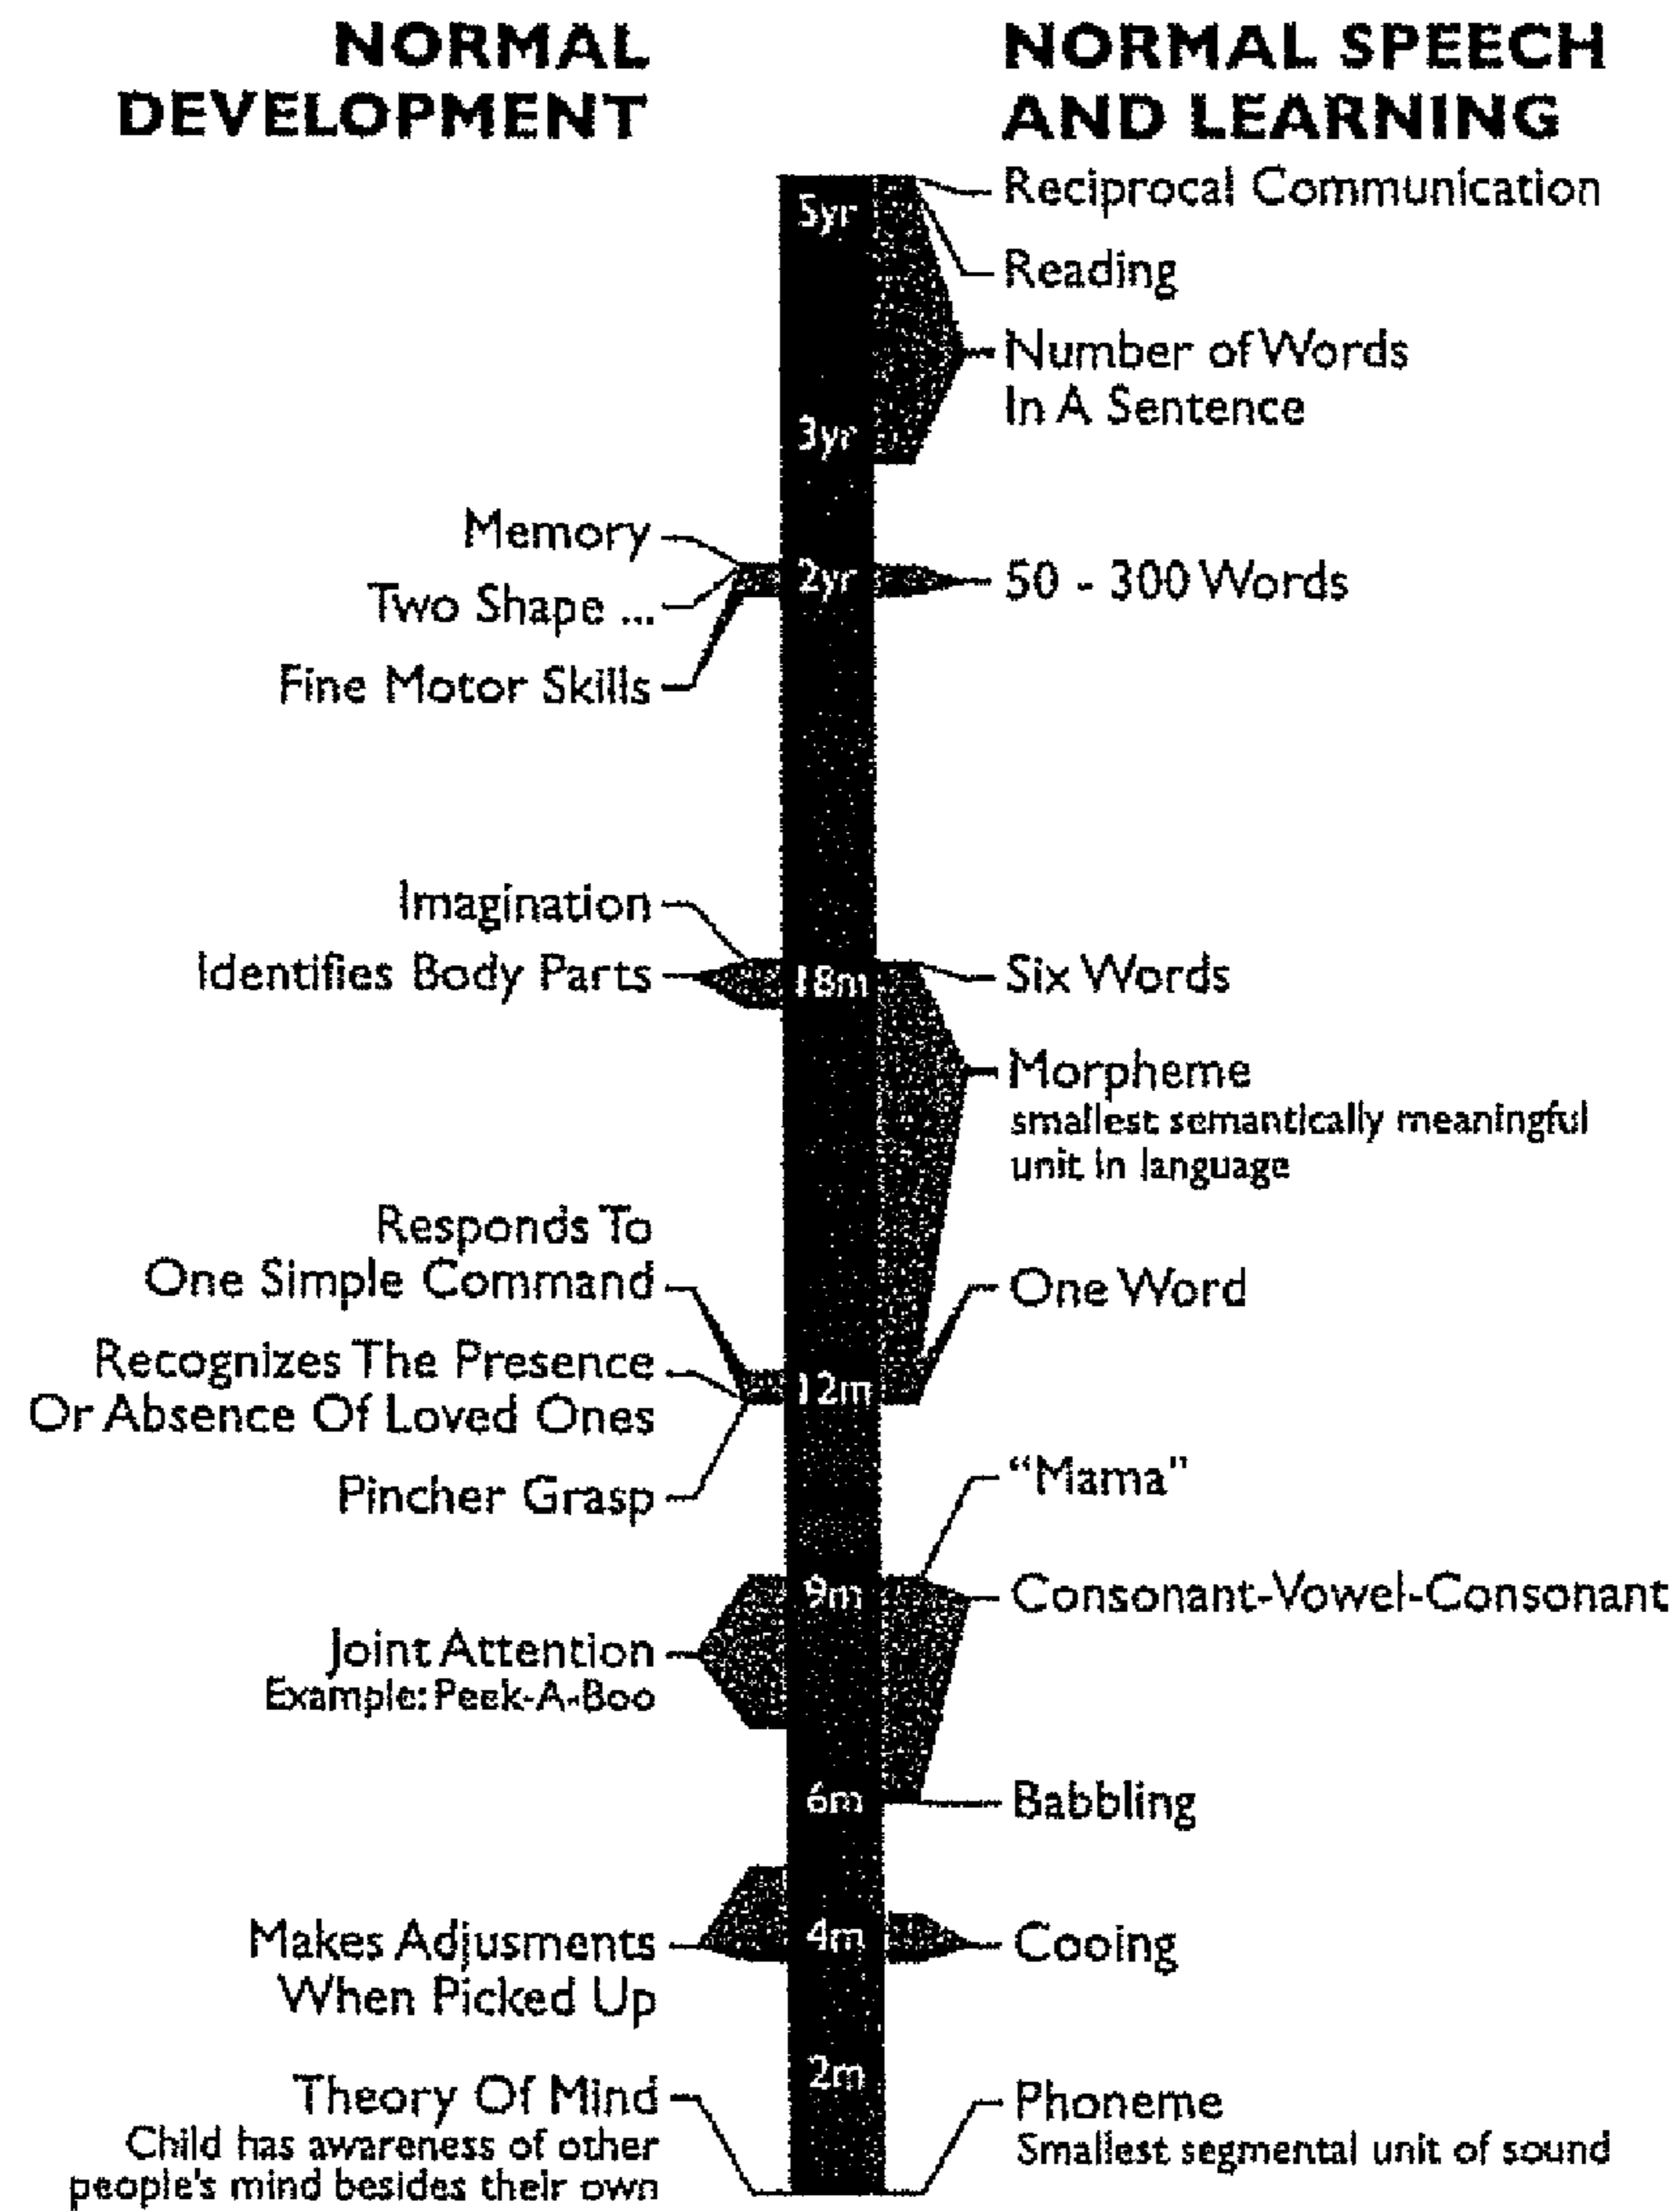 NORMAL
DEVELOPMENT
Memory
Two Shape ...
Fine Motor Skills
Imagination
Identifies Body Parts
Responds To
One Simple Command
Recognizes The Presence
Or Absence Of Loved Ones
Pincher Grasp
Joint Attention
Example: Peek-A-Boo
Makes Adjusments
When Picked Up
Theory Of Mind
Child has awareness of other
people's mind besides their own
5yr
3yr
2yr
18m
12m
9m
6m
4m
2m
NORMAL SPEECH
AND LEARNING
Reciprocal Communication
Reading
Number of Words
In A Sentence
50 - 300 Words
Six Words
Morpheme
smallest semantically meaningful
unit in language
One Word
“Mama"
Consonant-Vowel-Consonant
Babbling
Cooing
Phoneme
Smallest segmental unit of sound